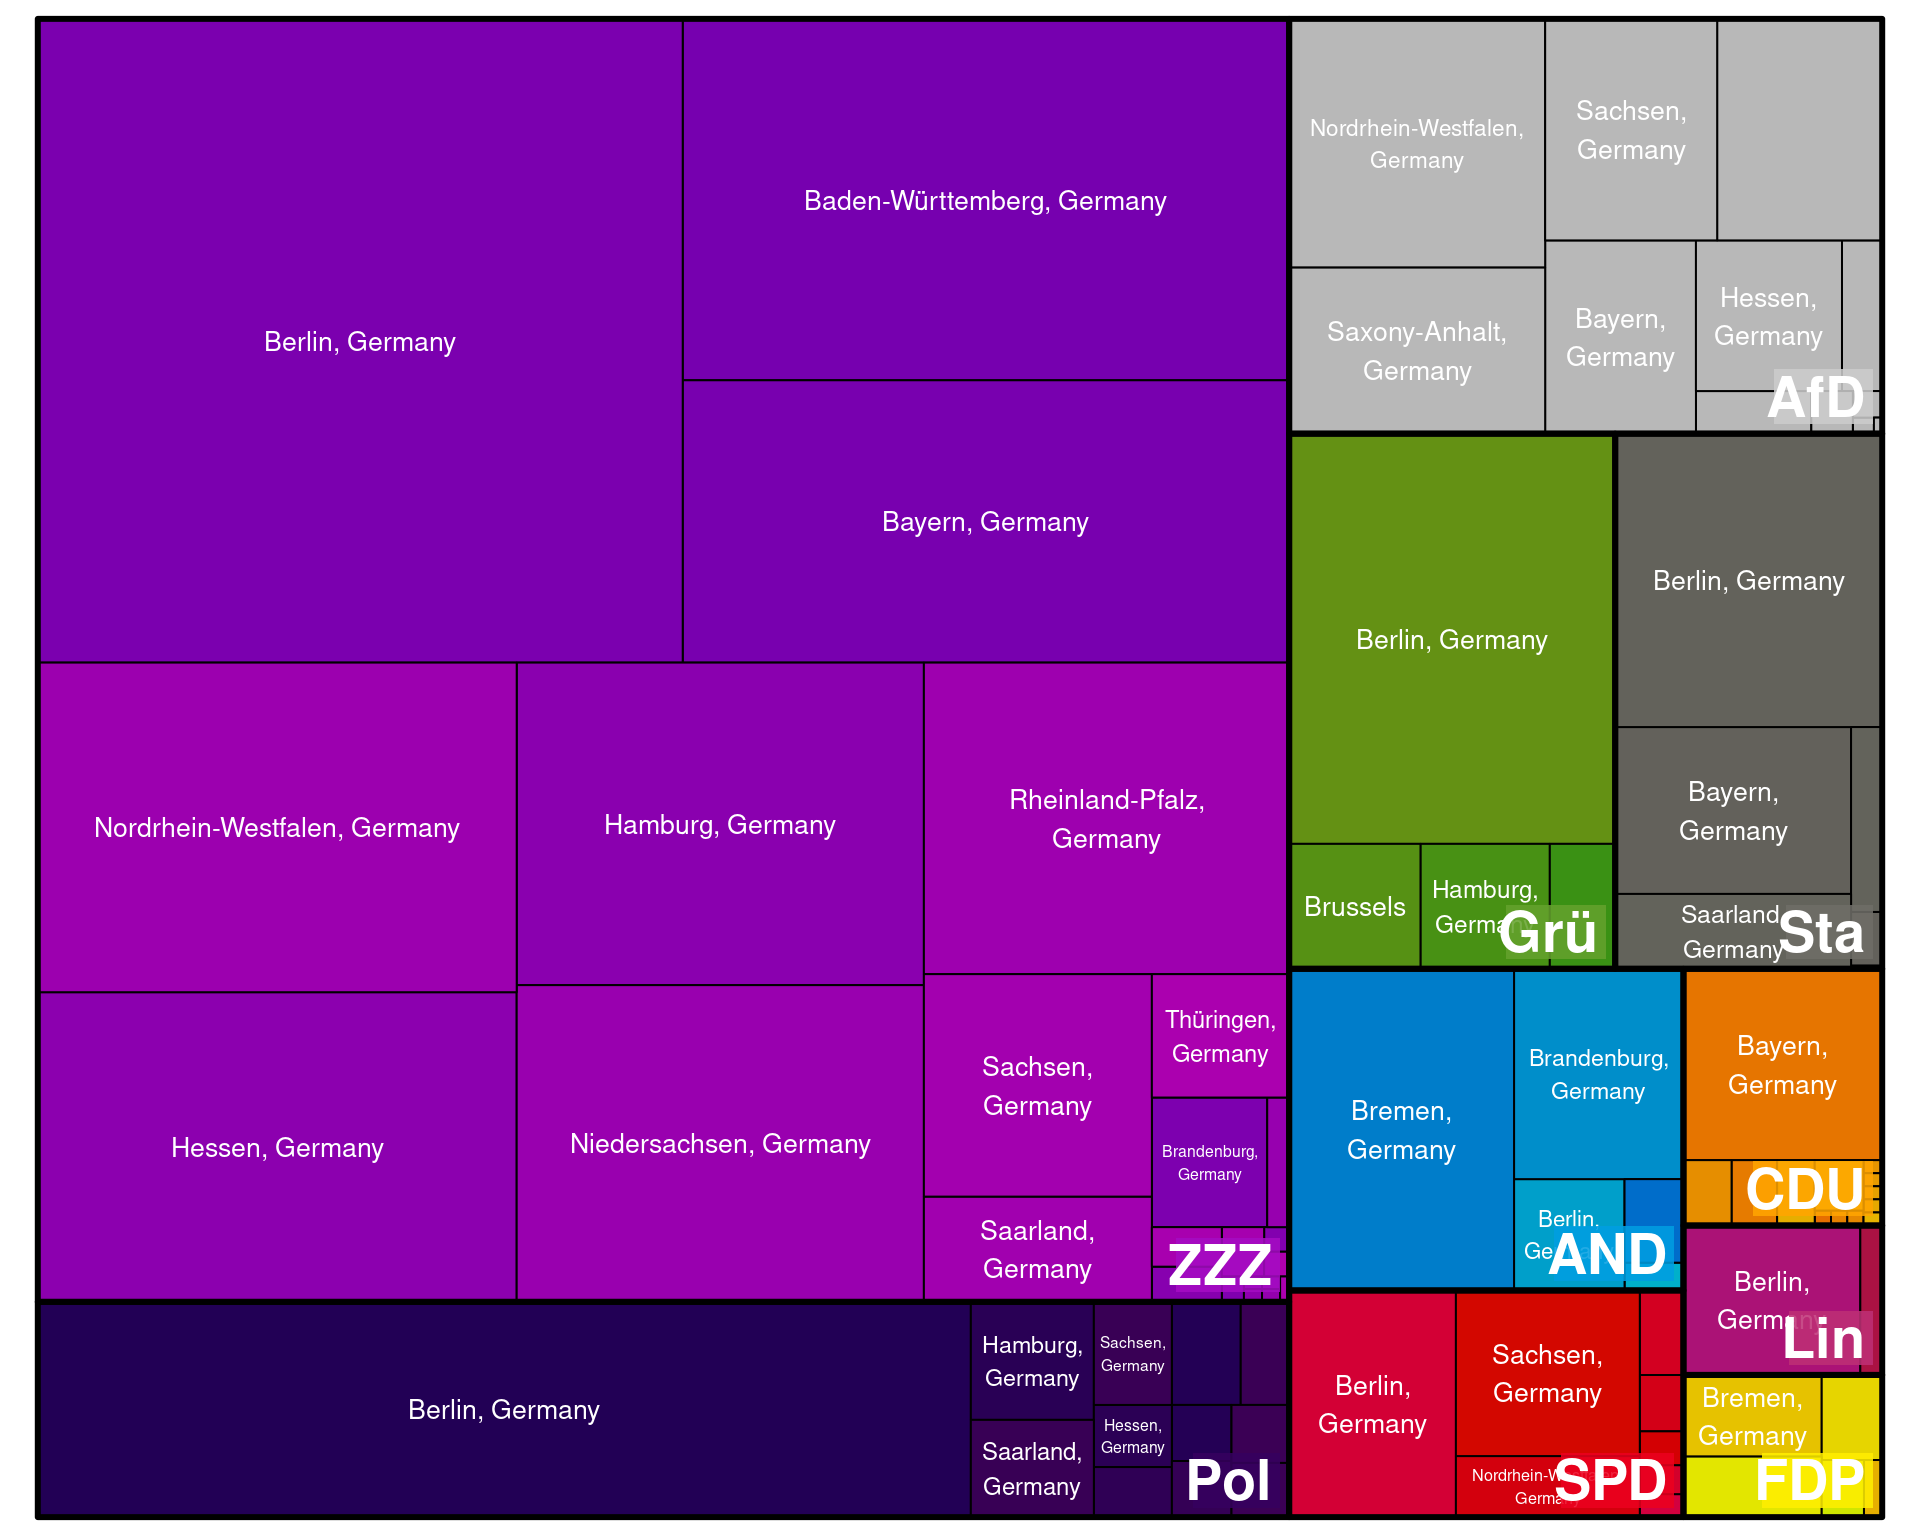 Berlin, Germany
Baden-Württemberg, Germany
Bayern, Germany
Nordrhein-Westfalen, Germany
Hamburg, Germany
Rheinland-Pfalz,
Germany
Hessen, Germany
Niedersachsen, Germany
Sachsen,
Germany
Thüringen,
Germany
Brandenburg,
Germany
Saarland,
Germany
ZZZ
Berlin, Germany
Hamburg,
Germany
Saarland,
Germany
Sachsen,
Germany
Hessen,
Germany
Pol
Nordrhein-Westfalen,
Germany
Sachsen,
Germany
Saxony-Anhalt,
Germany
Bayern,
Germany
Hessen,
Germany
AfD
Berlin, Germany
Brussels
Hamburg,
Germany
Grü
Berlin, Germany
Bayern,
Germany
Saarland,
Germany
Sta
Bremen,
Germany
Brandenburg,
Germany
Berlin,
AND
Bayern,
Germany
CDU
Berlin,
Germany
Lin
Berlin,
Germany
Sachsen,
Germany
SPD
Bremen,
Germany
FDP